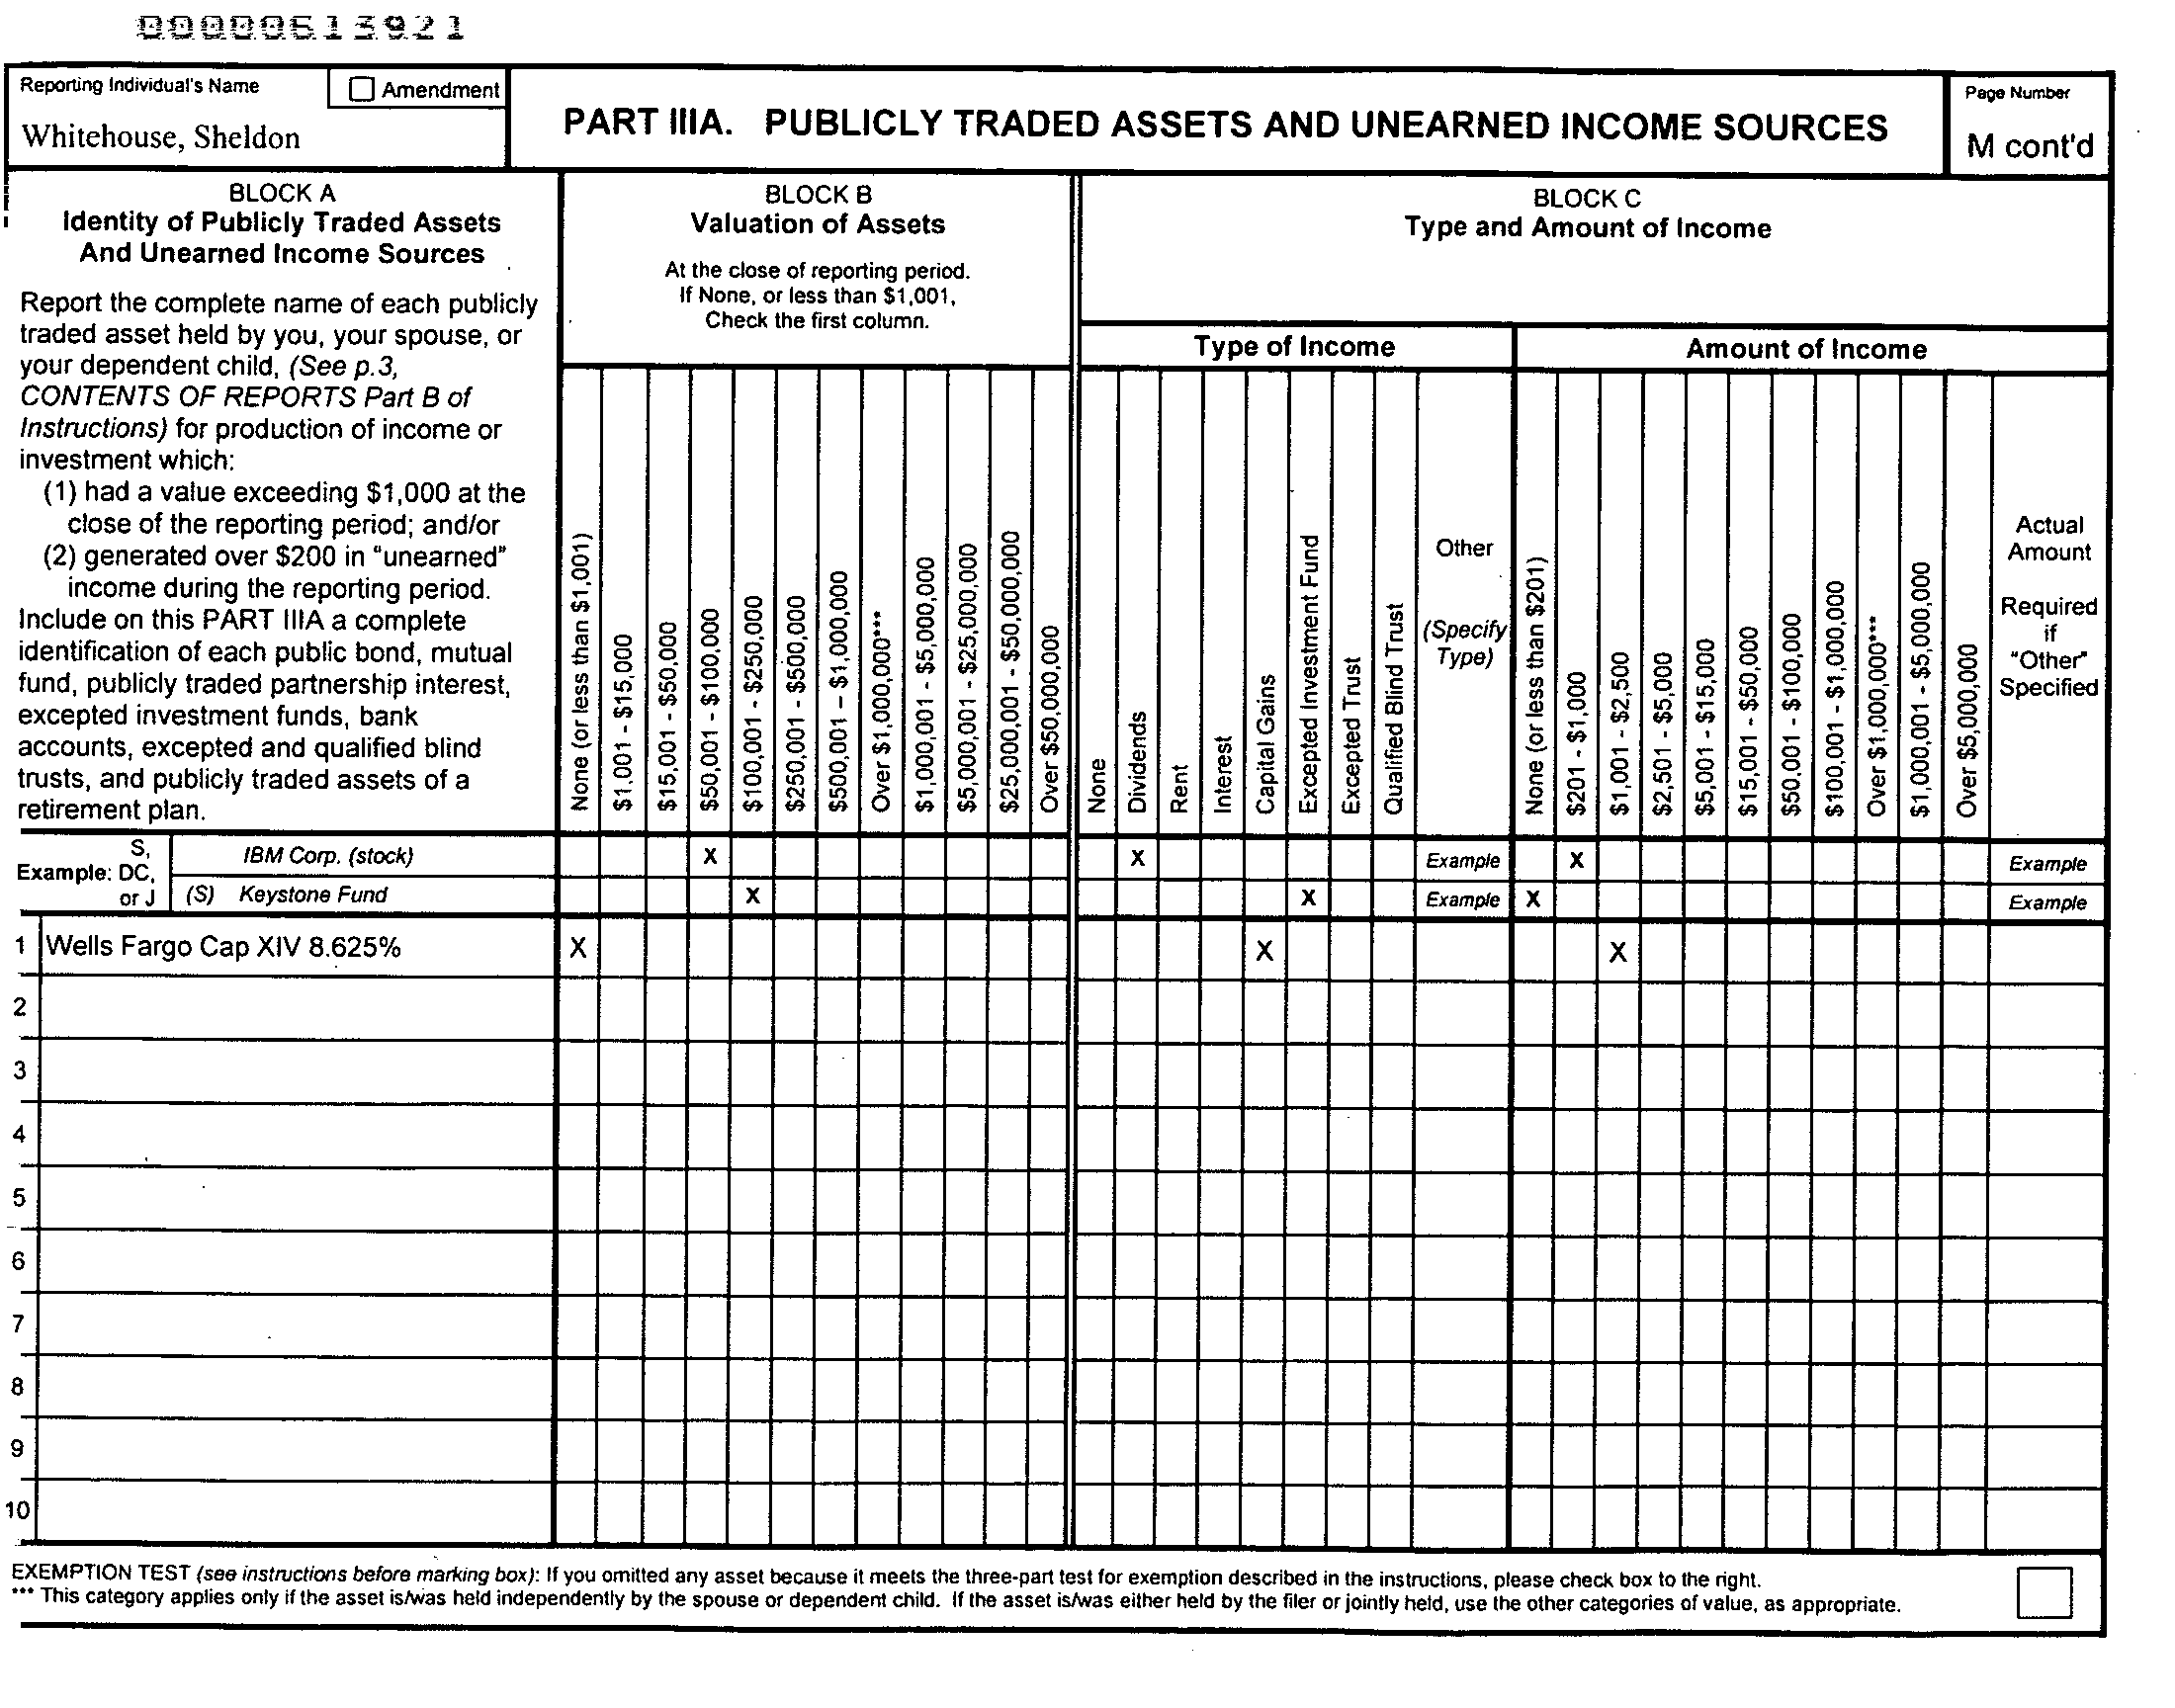 00000613921
Reporting Individual's Name
Amendment
Whitehouse, Sheldon
PART IIIA. PUBLICLY TRADED ASSETS AND UNEARNED INCOME SOURCES
Page Number
M cont'd
BLOCK A
Identity of Publicly Traded Assets
And Unearned Income Sources
Report the complete name of each publicly
traded asset held by you, your spouse, or
your dependent child, (See p.3,
CONTENTS OF REPORTS Part B of
Instructions) for production of income or
investment which:
(1) had a value exceeding $1,000 at the
close of the reporting period; and/or
(2) generated over $200 in "unearned"
income during the reporting period.
Include on this PART IIIA a complete
identification of each public bond, mutual
fund, publicly traded partnership interest,
excepted investment funds, bank
accounts, excepted and qualified blind
trusts, and publicly traded assets of a
retirement plan.
BLOCK B
Valuation of Assets
At the close of reporting period.
If None, or less than $1,001,
Check the first column.
None (or less than $1,001)
$1,001 - $15,000
$15,001 - $50,000
$50,001 - $100,000
$100,001 - $250,000
$250,001 - $500,000
$500,001 – $1,000,000
Over $1,000,000***
$1,000,001 - $5,000,000
$5,000,001 - $25,000,000
$25,000,001 - $50,000,000
Over $50,000,000
BLOCK C
Type and Amount of Income
Type of Income
None
Dividends
Rent
Interest
Capital Gains
Excepted Investment Fund
Excepted Trust
Qualified Blind Trust
Other
(Specify
Type)
Amount of Income
None (or less than $201)
$201 - $1,000
$1,001 - $2,500
$2,501 - $5,000
$5,001 - $15,000
$15,001 - $50,000
$50,001 - $100,000
$100,001 - $1,000,000
Over $1,000,000***
$1,000,001 - $5,000,000
Over $5,000,000
Actual
Amount
Required
if
"Other"
Specified
Example:
S,
DC,
or J
IBM Corp. (stock) X X Example X Example
(S) Keystone Fund X X Example X Example
1 Wells Fargo Cap XIV 8.625% X X X
2
3
4
5
6
7
8
9
10
EXEMPTION TEST (see instructions before marking box): If you omitted any asset because it meets the three-part test for exemption described in the instructions, please check box to the right.
*** This category applies only if the asset is/was held independently by the spouse or dependent child. If the asset is/was either held by the filer or jointly held, use the other categories of value, as appropriate.